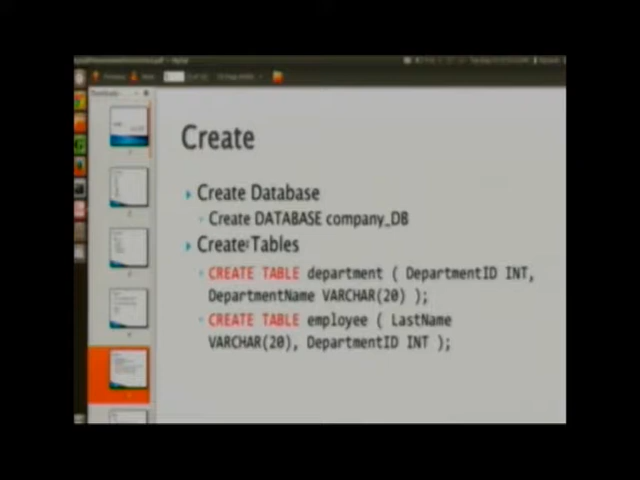 Create
Create Database
Create DATABASE company_DB
Create Tables
CREATE TABLE department ( DepartmentID INT,
DepartmentName VARCHAR(20) );
CREATE TABLE employee ( LastName
VARCHAR(20), DepartmentID INT );